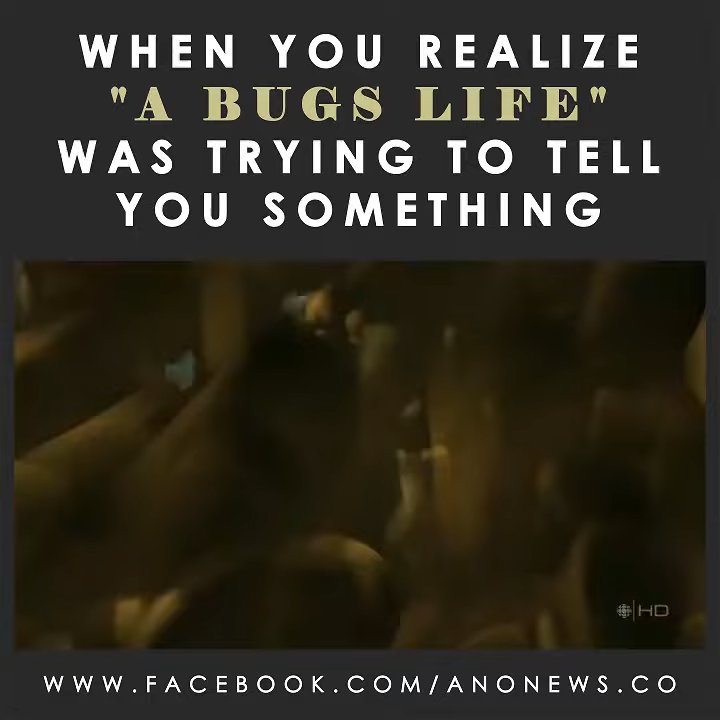 WHEN YOU REALIZE
"A BUGS LIFE"
WAS TRYING TO TELL
YOU SOMETHING
HD
WWW.FACEBOOK.COM/ANONEWS.CO